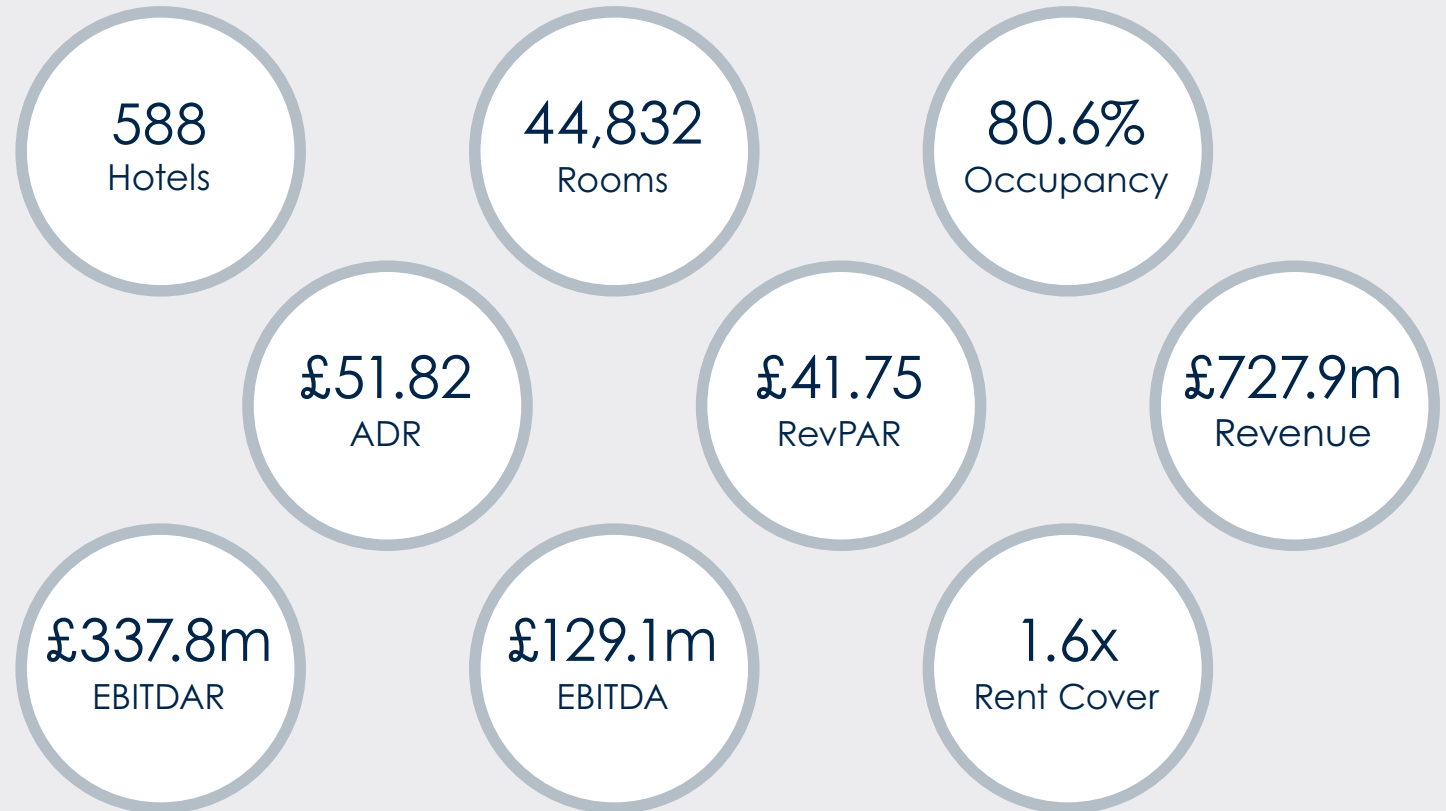 588
Hotels
44,832
Rooms
80.6%
Occupancy
£51.82
ADR
£41.75
RevPAR
£727.9m
Revenue
£337.8m
EBITDAR
£129.1m
EBITDA
1.6x
Rent Cover